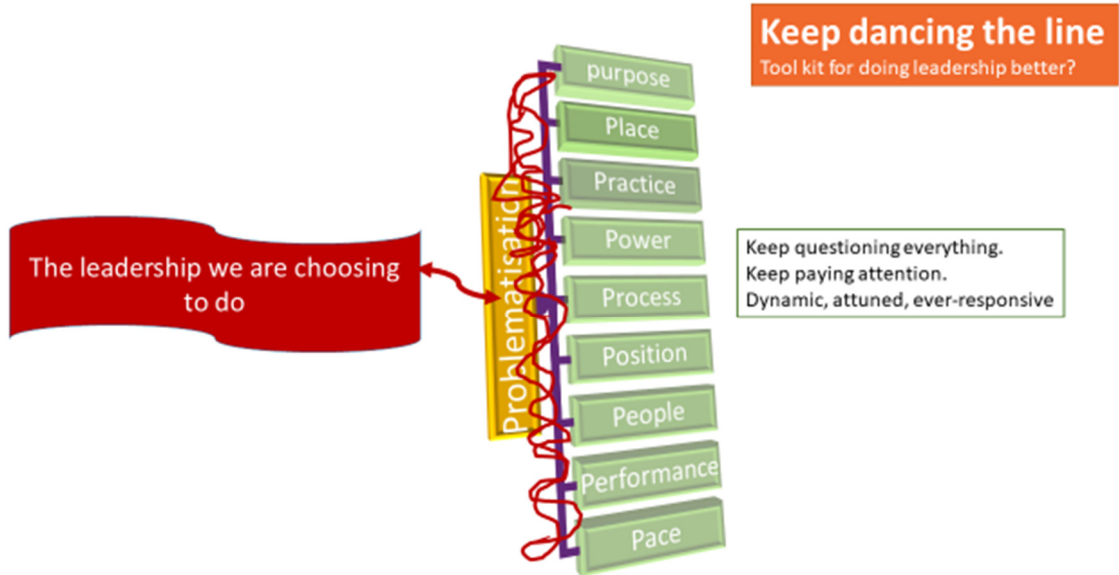 Keep dancing the line
Tool kit for doing leadership better?
The leadership we are choosing
to do
Problematisation
purpose
Place
Practice
Power
Process
Position
People
Performance
Pace
Keep questioning everything.
Keep paying attention.
Dynamic, attuned, ever-responsive